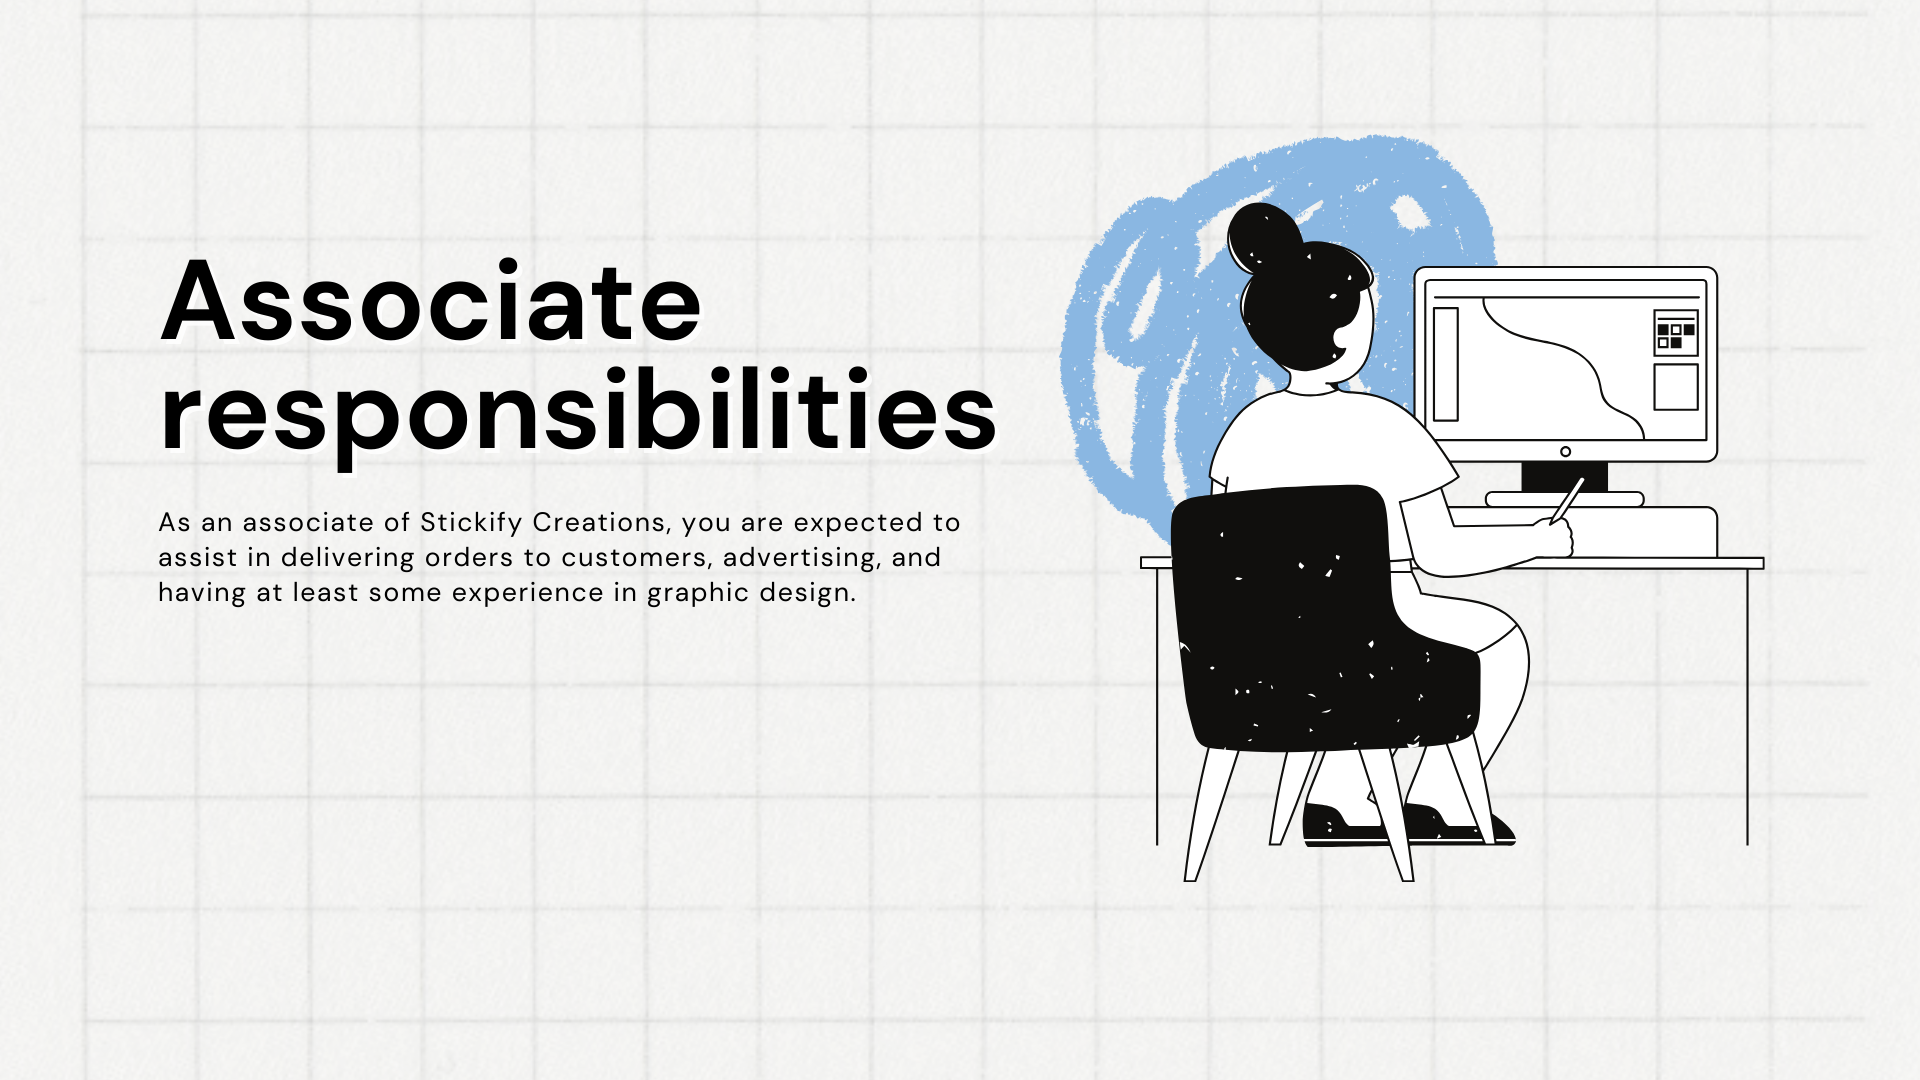 Associate
responsibilities
As an associate of Stickify Creations, you are expected to
assist in delivering orders to customers, advertising, and
having at least some experience in graphic design.